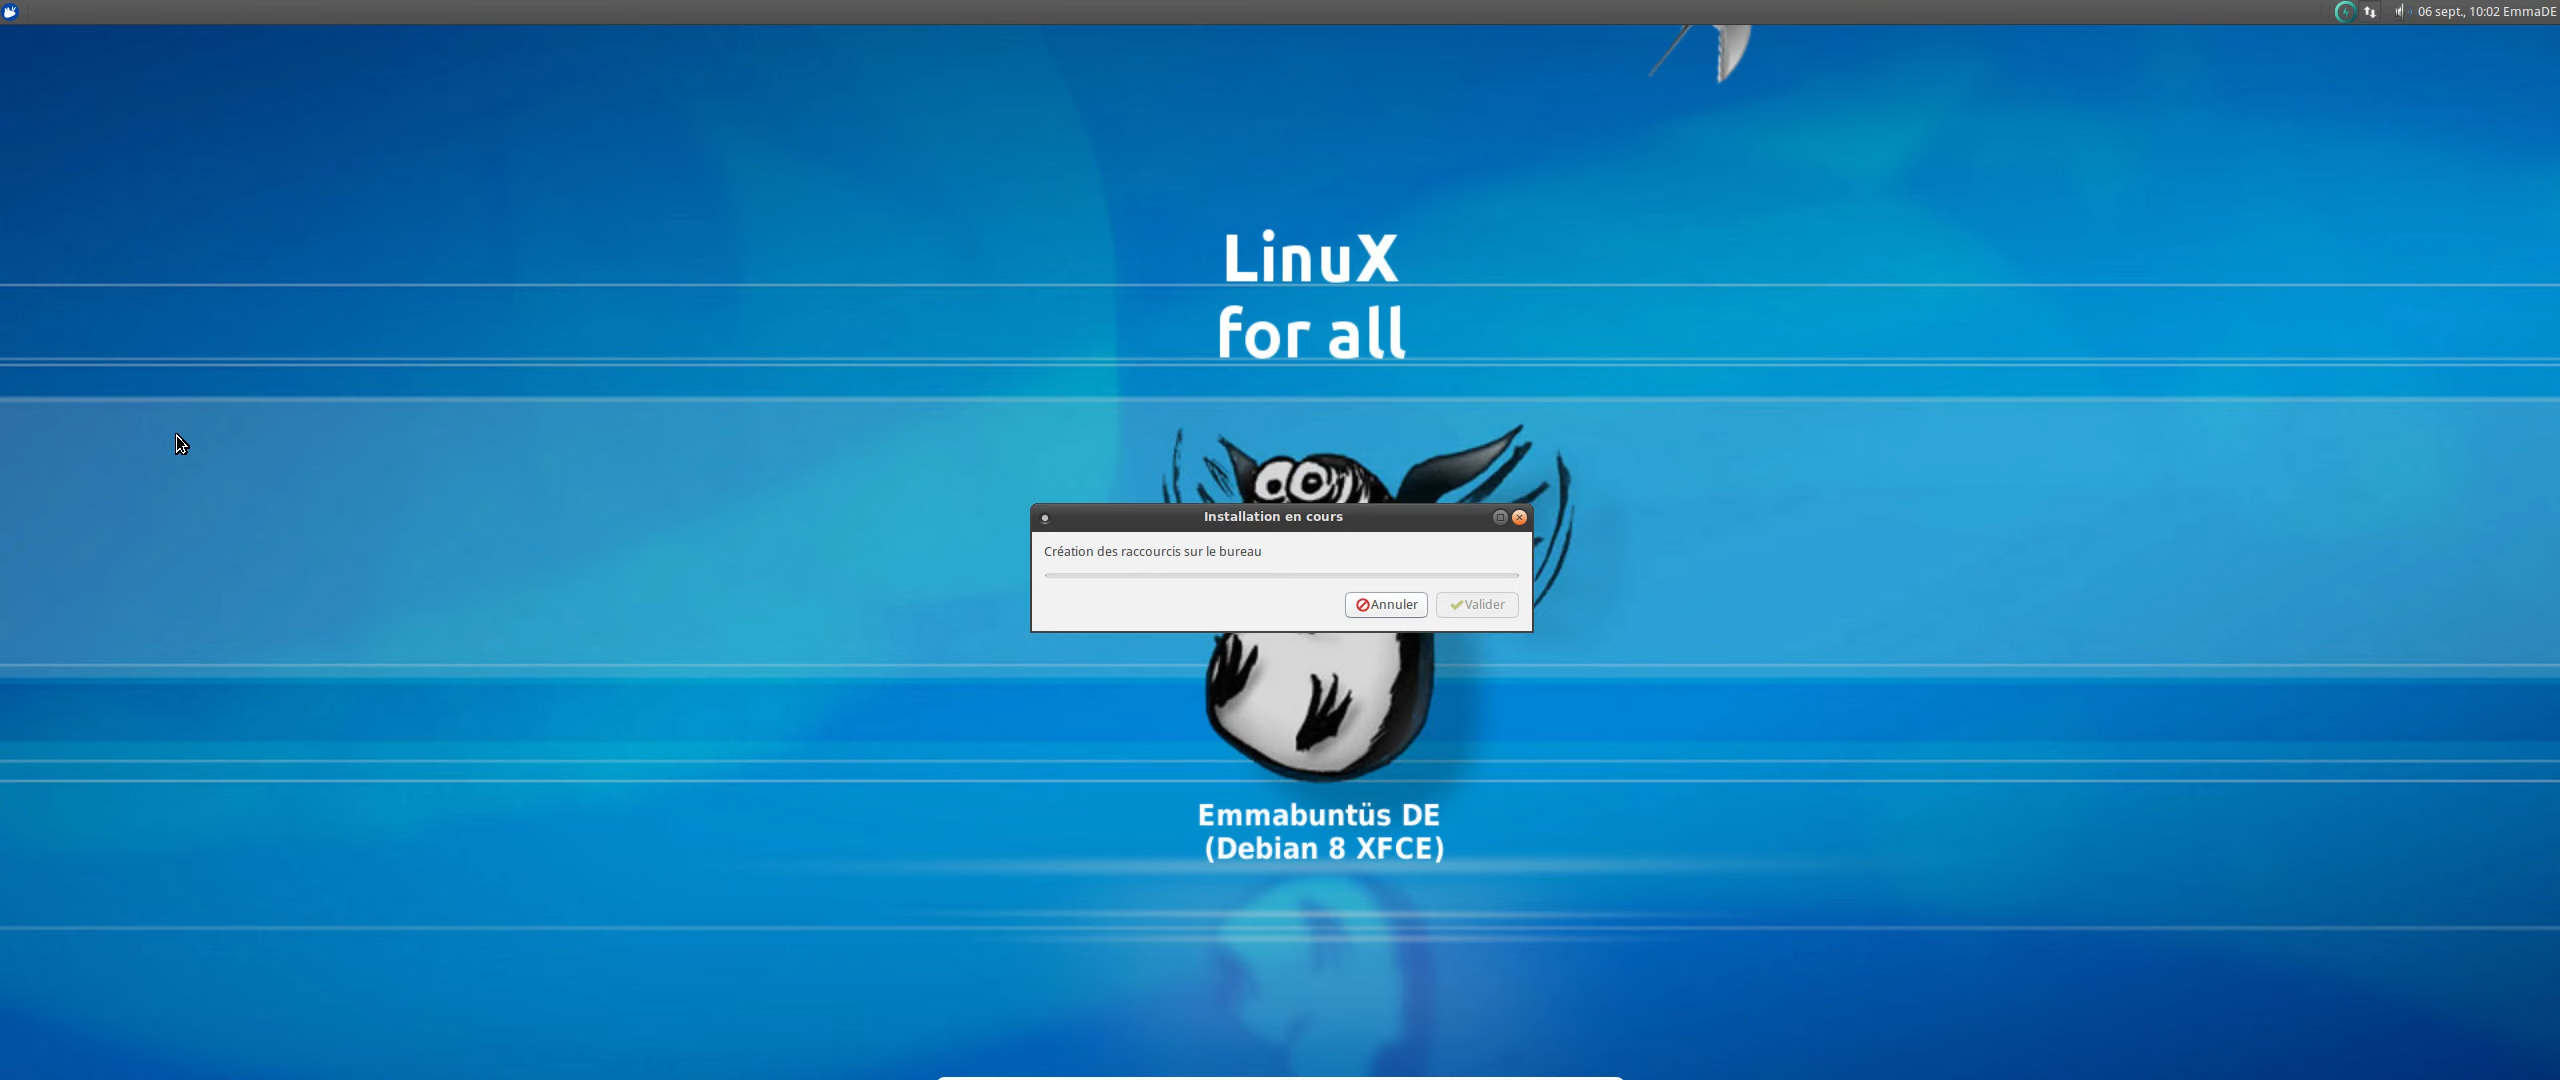 06 sept., 10:02 EmmaDE
LinuX
for all
Installation en cours
Création des raccourcis sur le bureau
Annuler
Valider
Emmabuntüs DE
(Debian 8 XFCE)